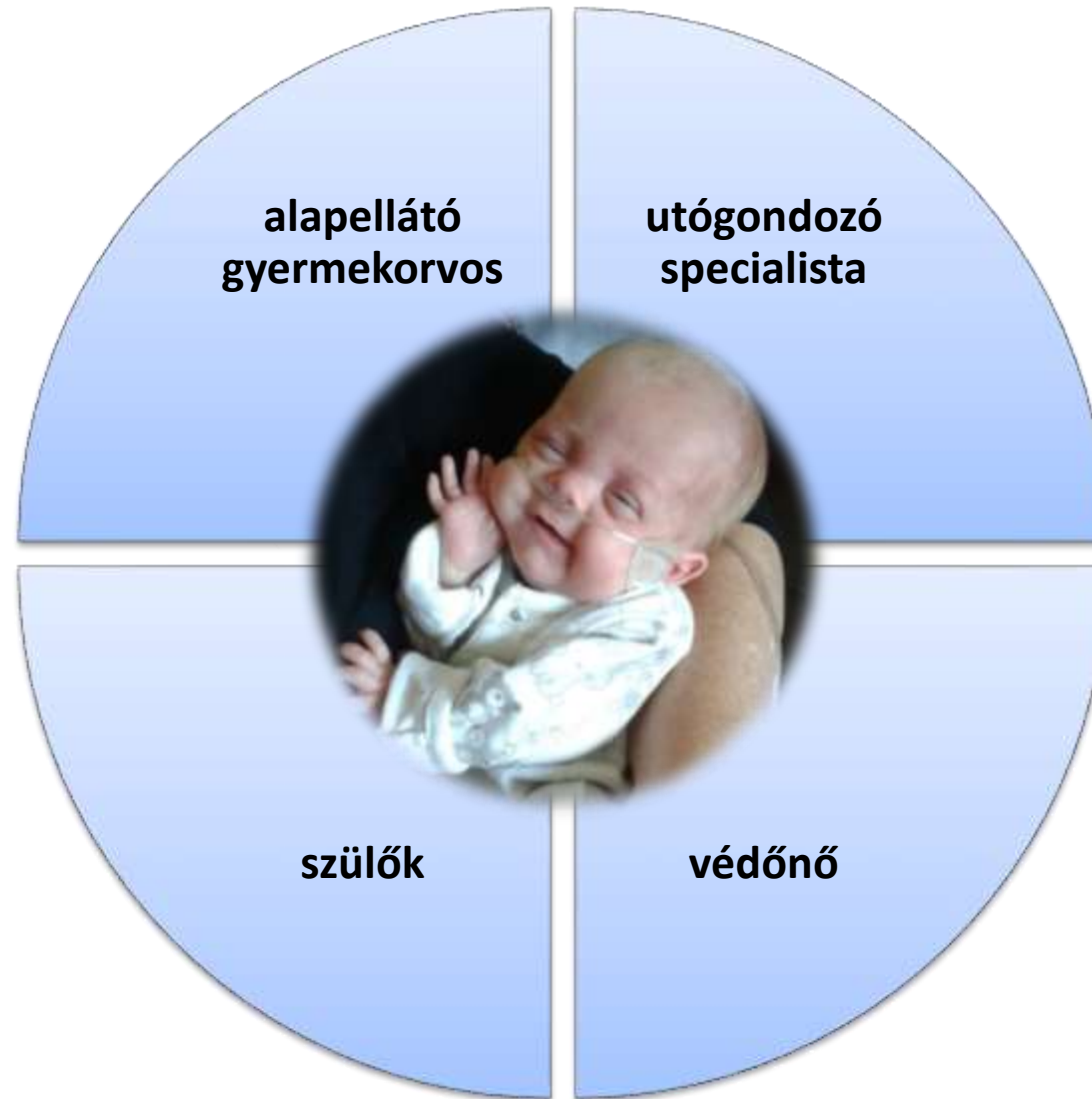 alapellátó
gyermekorvos
utógondozó
specialista
szülők
védőnő